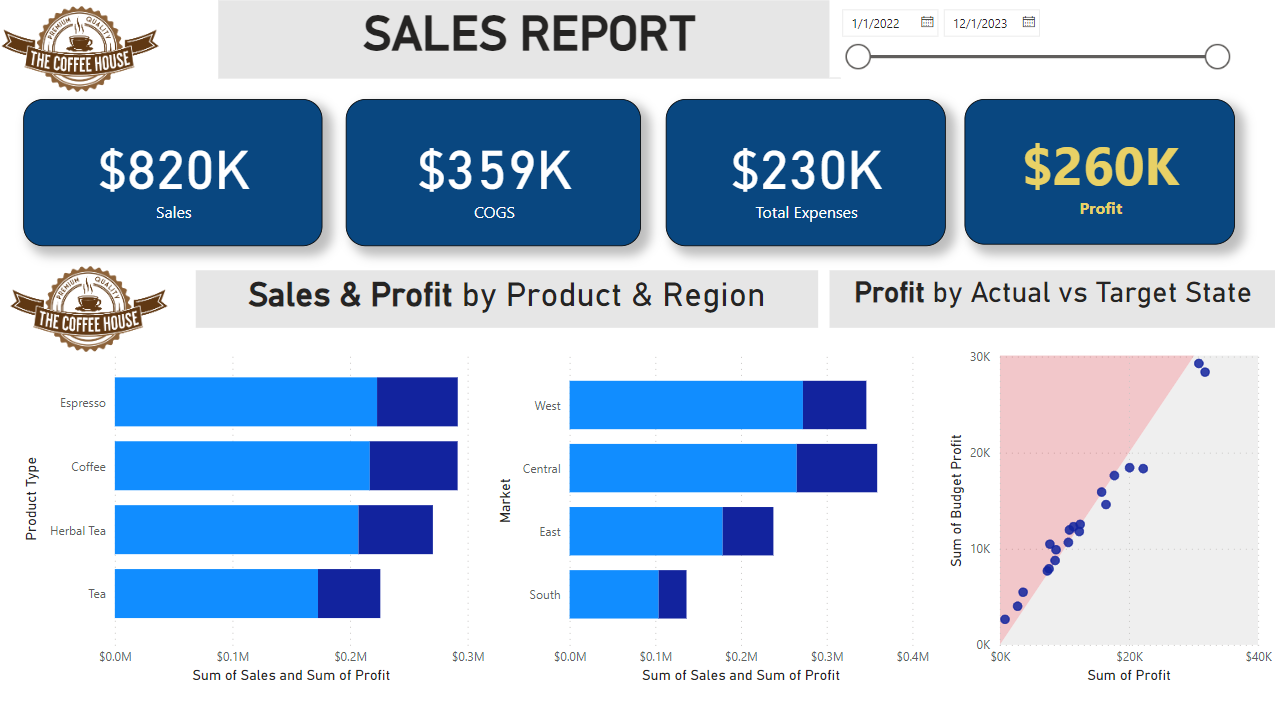 PREMIUM QUALITY
THE COFFEE HOUSE
SALES REPORT
1/1/2022
12/1/2023
$820K
Sales
$359K
COGS
$230K
Total Expenses
$260K
Profit
PREMIUM QUALITY
THE COFFEE HOUSE
Sales & Profit by Product & Region
Profit by Actual vs Target State
Product Type
Espresso
Coffee
Herbal Tea
Tea
$0.0M
$0.1M
$0.2M
$0.3M
Sum of Sales and Sum of Profit
Market
West
Central
East
South
$0.0M
$0.1M
$0.2M
$0.3M
$0.4M
Sum of Sales and Sum of Profit
Sum of Budget Profit
30K
20K
10K
0K
$0K
$20K
$40K
Sum of Profit